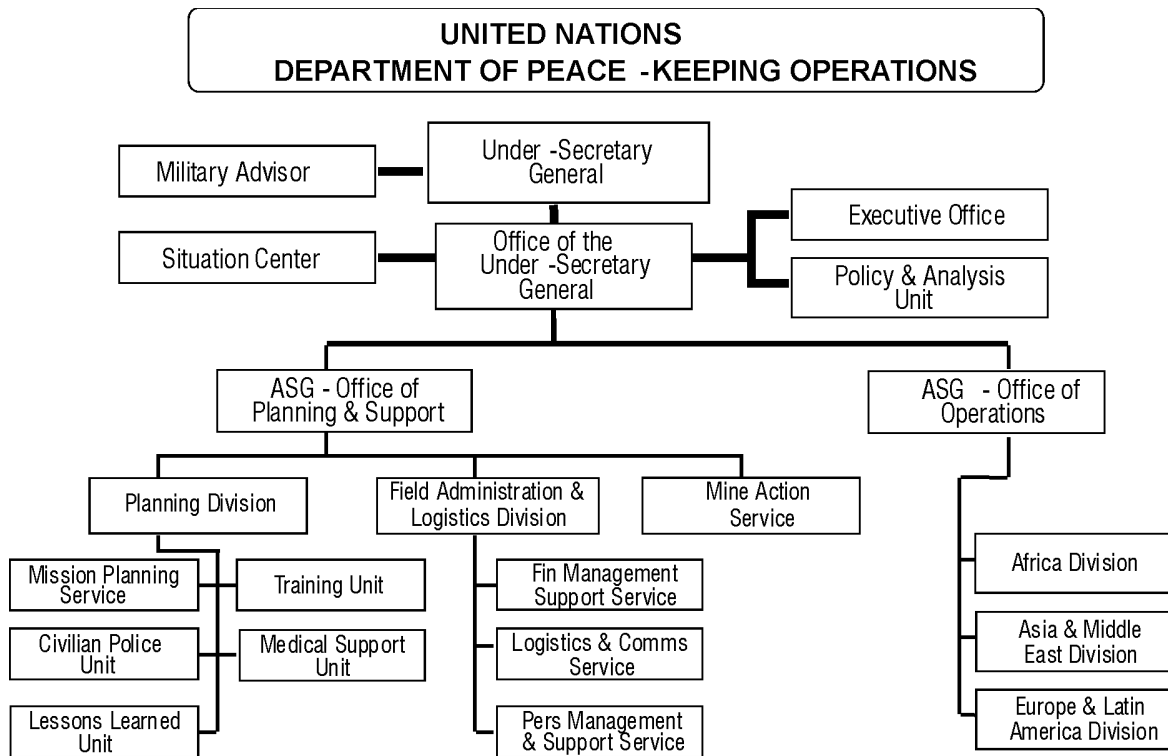 UNITED NATIONS
DEPARTMENT OF PEACE -KEEPING OPERATIONS
Military Advisor
Under -Secretary
General
Situation Center
Office of the
Under -Secretary
General
Executive Office
Policy & Analysis
Unit
ASG - Office of
Planning & Support
ASG - Office of
Operations
Planning Division
Field Administration &
Logistics Division
Mine Action
Service
Mission Planning
Service
Training Unit
Civilian Police
Unit
Medical Support
Unit
Lessons Learned
Unit
Fin Management
Support Service
Logistics & Comms
Service
Pers Management
& Support Service
Africa Division
Asia & Middle
East Division
Europe & Latin
America Division